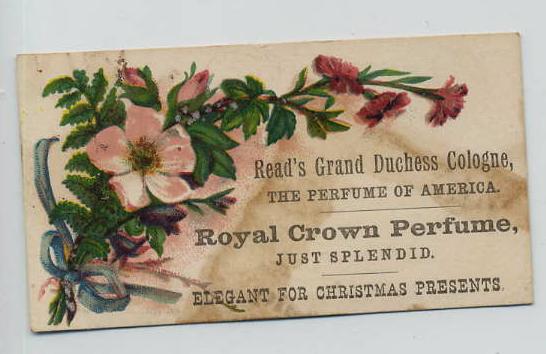 Read's Grand Duchess Cologne,
THE PERFUME OF AMERICA.
Royal Crown Perfume,
JUST SPLENDID.
ELEGANT FOR CHRISTMAS PRESENTS.